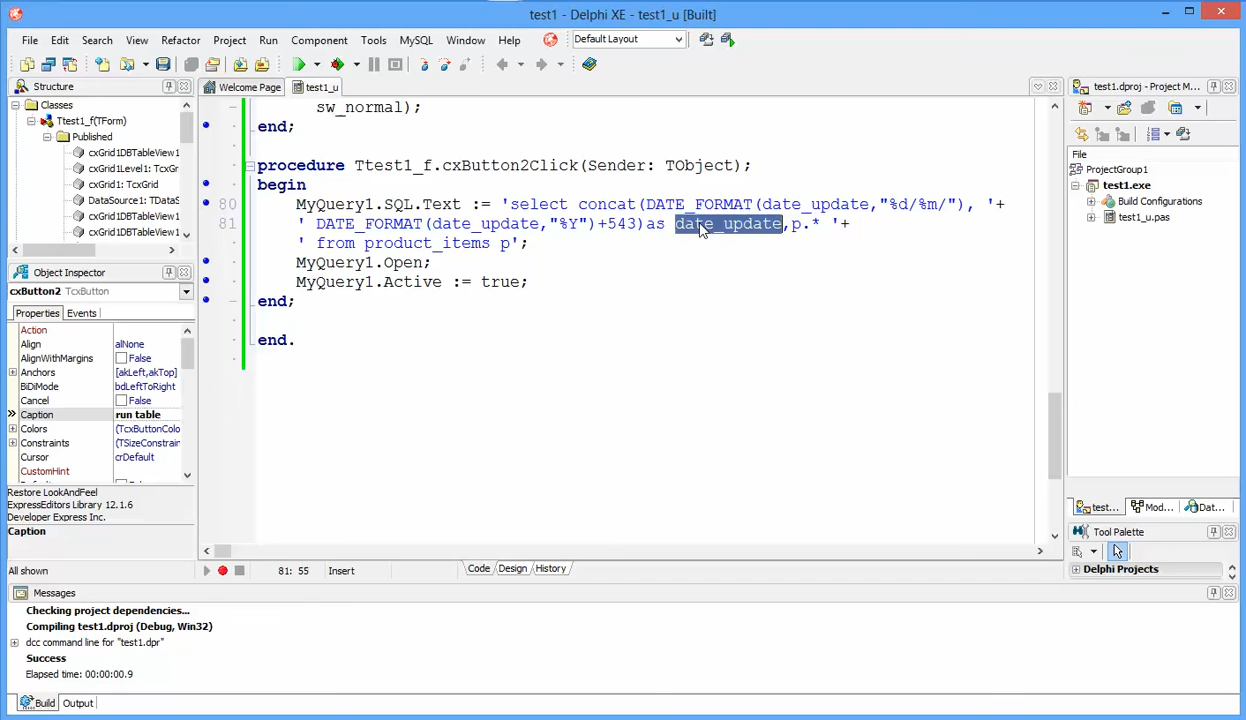 test1 - Delphi XE - test1_u [Built]
File Edit Search View Refactor Project Run Component Tools MySQL Window Help
Default Layout
Structure
Welcome Page
test1_u
test1.dproj - Project M...
Classes
Ttest1_f(TForm)
Published
cxGridDBTableView1
cxGrid1Level1: TcxGr
cxGrid1: TcxGrid
DataSource1: TDATA
cxGrid1DBTableView1
cxGrid1DBTableView1
File
ProjectGroup1
test1.exe
Build Configurations
test1_u.pas
sw_normal);
end;
procedure Ttest1_f.cxButton2Click(Sender: TObject);
begin
80 MyQuery1.SQL.Text := 'select concat(DATE_FORMAT(date_update,"%d/%m/"), '+
81 ' DATE_FORMAT(date_update,"%Y")+543)as date_update,p.* '+
' from product_items p';
MyQuery1.Open;
MyQuery1.Active := true;
end;
end.
Object Inspector
cxButton2 TcxButton
Properties Events
Action
Align alNone
AlignWithMargins False
Anchors [akLeft,akTop]
BiDiMode bdLeftToRight
Cancel False
Caption run table
Colors (TcxButtonColo
Constraints (TSizeConstrain
Cursor crDefault
CustomHint
Restore LookAndFeel
ExpressEditors Library 12.1.6
Developer Express Inc.
Caption
All shown
81: 55 Insert
Code Design History
test... Mod... Dat...
Tool Palette
Delphi Projects
Messages
Checking project dependencies...
Compiling test1.dproj (Debug, Win32)
dcc command line for "test1.dpr"
Success
Elapsed time: 00:00:00.9
Build Output